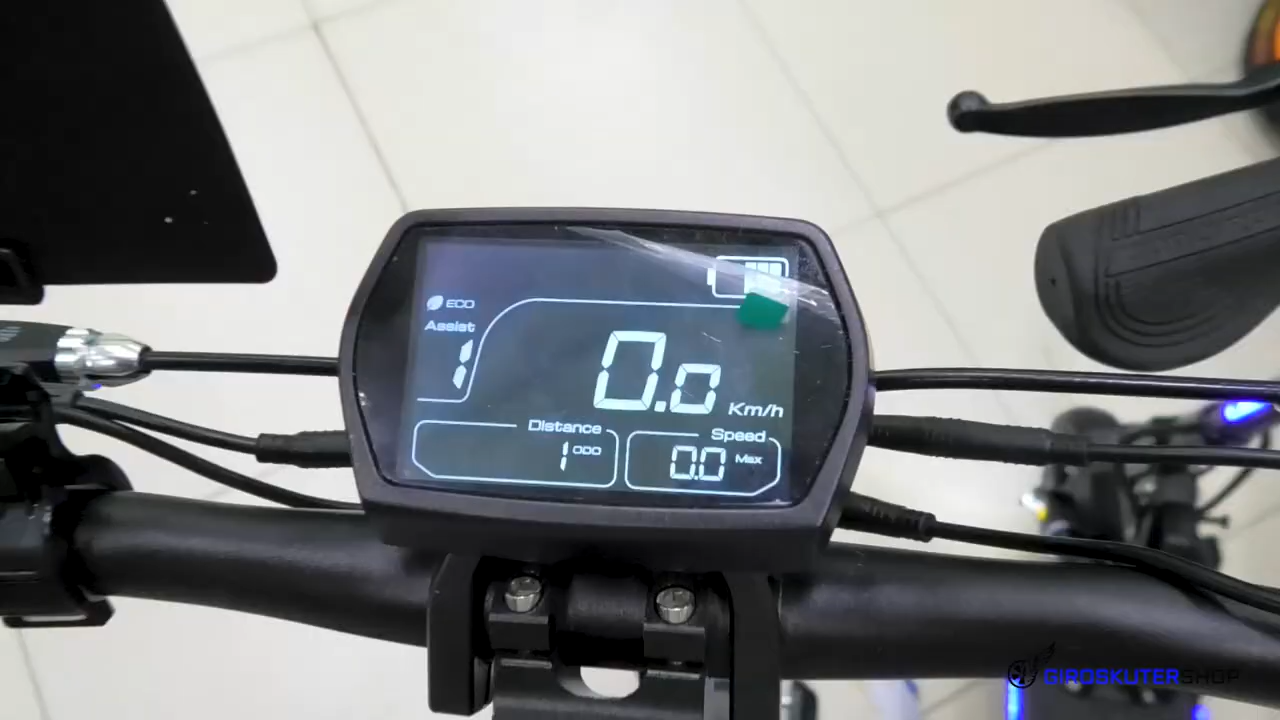 ECO
Assist
1
0.0
Km/h
Distance
1 ODO
Speed
0.0 Max
GIROSKUTERSHOP